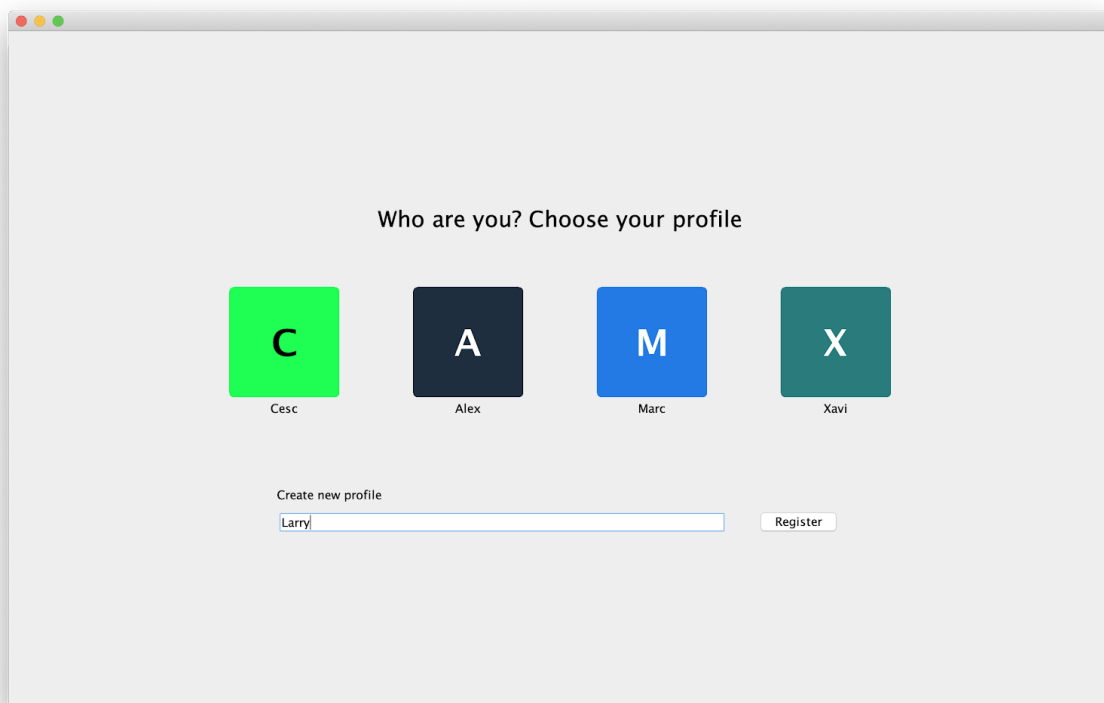 Who are you? Choose your profile
C A M X
Cesc Alex Marc Xavi
Create new profile
Larry Register